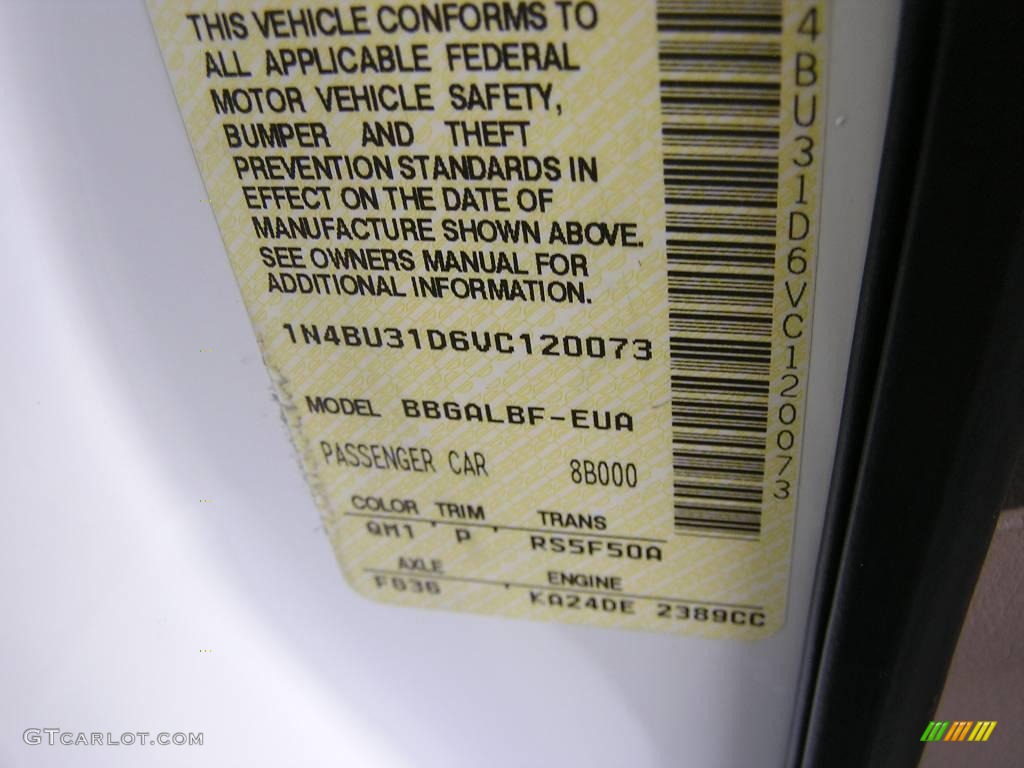 THIS VEHICLE CONFORMS TO
ALL APPLICABLE FEDERAL
MOTOR VEHICLE SAFETY,
BUMPER AND THEFT
PREVENTION STANDARDS IN
EFFECT ON THE DATE OF
MANUFACTURE SHOWN ABOVE.
SEE OWNERS MANUAL FOR
ADDITIONAL INFORMATION.
1N4BU31D6VC120073
MODEL BBGALBF-EUA
PASSENGER CAR 8B000
COLOR TRIM TRANS
QM1 P RS5F50A
AXLE ENGINE
FG36 KA24DE 2389CC
4BU31D6VC120073
GTCARLOT.COM